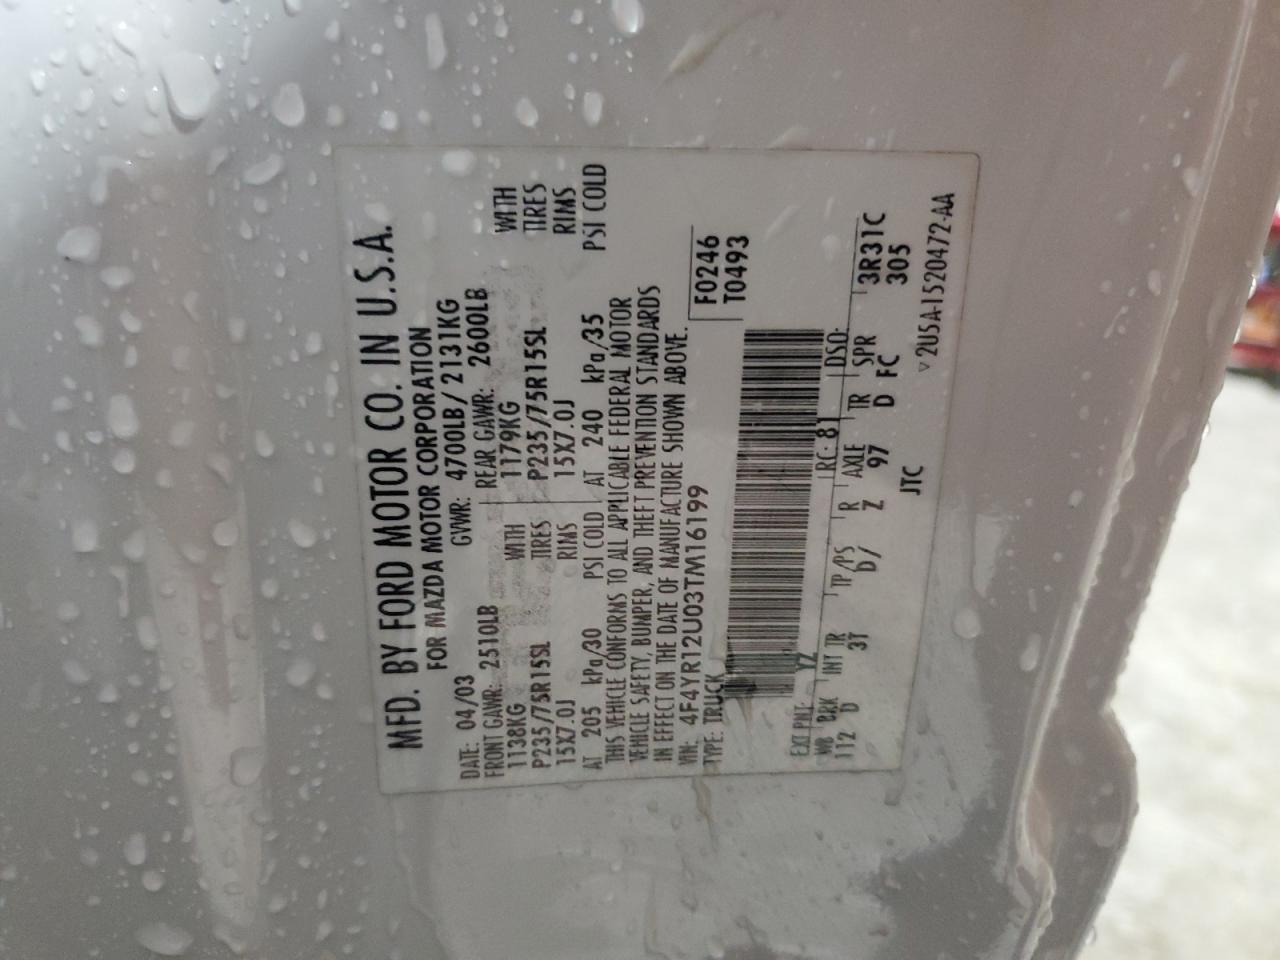 MFD. BY FORD MOTOR CO. IN U.S.A.
FOR MAZDA MOTOR CORPORATION
DATE: 04/03 GVWR: 4700LB/ 2131KG
FRONT GAWR: 2510LB REAR GAWR: 2600LB
1138KG WITH 1179KG WITH
P235/75R15SL TIRES P235/75R15SL TIRES
15X7.0J RIMS 15X7.0J RIMS
AT 205 kPa/30 PSI COLD AT 240 kPa/35 PSI COLD
THIS VEHICLE CONFORMS TO ALL APPLICABLE FEDERAL MOTOR
VEHICLE SAFETY, BUMPER, AND THEFT PREVENTION STANDARDS
IN EFFECT ON THE DATE OF MANUFACTURE SHOWN ABOVE.
VIN: 4F4YR12U03TM16199 F0246
TYPE: TRUCK T0493
EXT PNT: YZ RC: 81 DSO:
WB BRK INT TR TP/PS R AXLE TR SPR 3R31C
112 D 3T D/ Z 97 D FC 305
JTC
▽ 2U5A-1520472-AA